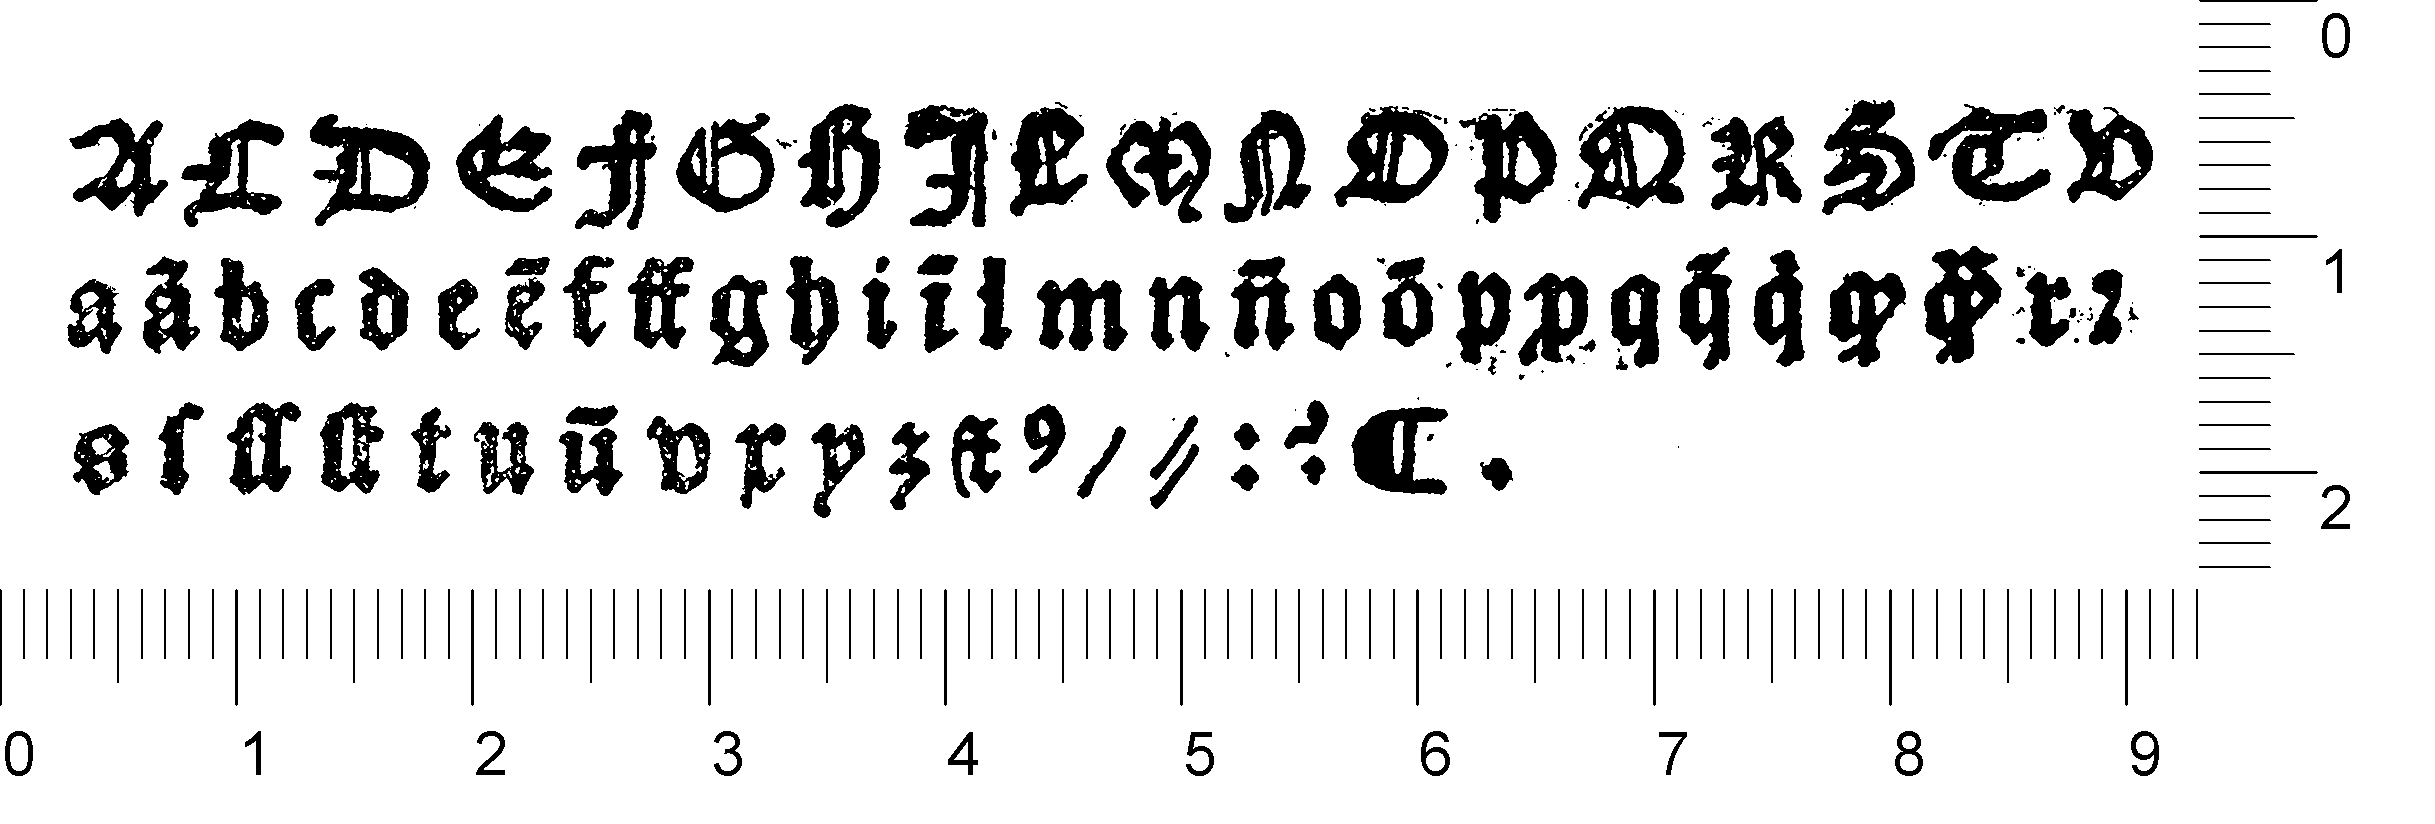 A C D E F G H I L M N O P Q R S T V
a ā b c d e ē f ff g h i ī l m n n̄ o ō p ꝑ q q̄ q̇ ꝙ ꝙ̈ r ꝛ
s ſ ſſ ſt t u ū v x y z & ꝯ / // : ? ℂ .
0
1
2
0 1 2 3 4 5 6 7 8 9